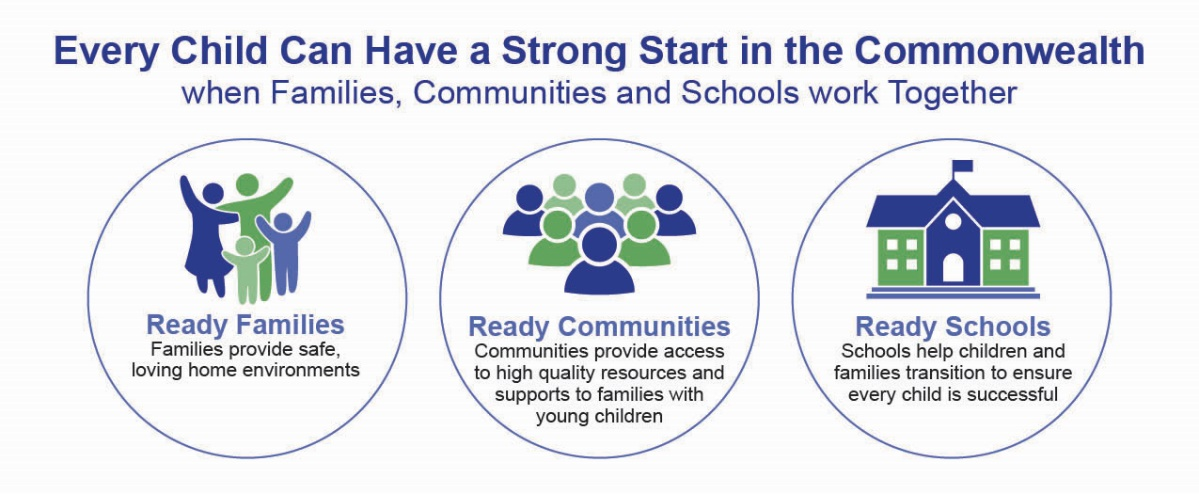 Every Child Can Have a Strong Start in the Commonwealth
when Families, Communities and Schools work Together
Ready Families
Families provide safe,
loving home environments
Ready Communities
Communities provide access
to high quality resources and
supports to families with
young children
Ready Schools
Schools help children and
families transition to ensure
every child is successful